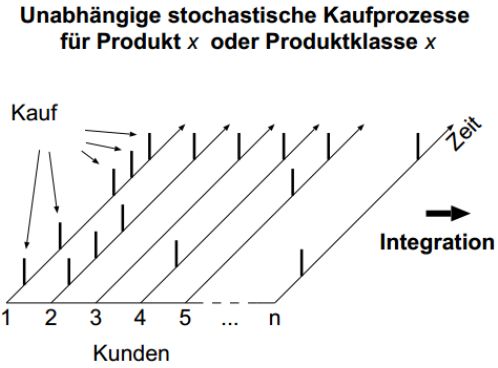 Unabhängige stochastische Kaufprozesse
für Produkt x oder Produktklasse x
Kauf
Zeit
Integration
1 2 3 4 5 ... n
Kunden